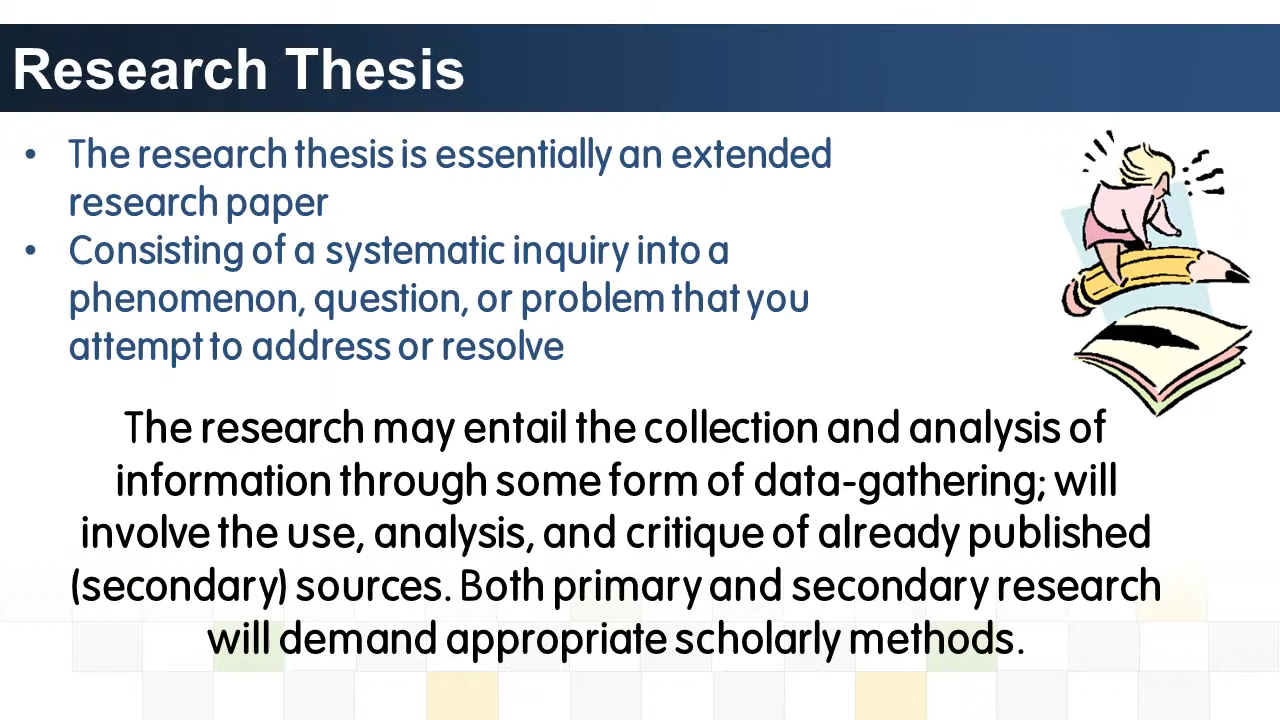 Research Thesis
• The research thesis is essentially an extended
research paper
• Consisting of a systematic inquiry into a
phenomenon, question, or problem that you
attempt to address or resolve
The research may entail the collection and analysis of
information through some form of data-gathering; will
involve the use, analysis, and critique of already published
(secondary) sources. Both primary and secondary research
will demand appropriate scholarly methods.